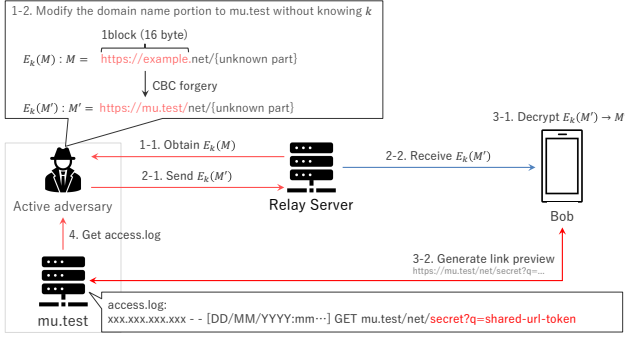 1-2. Modify the domain name portion to mu.test without knowing k
1block (16 byte)
Eₖ(M) : M = https://example.net/{unknown part}
CBC forgery
Eₖ(M′) : M′ = https://mu.test/net/{unknown part}
3-1. Decrypt Eₖ(M′) → M
1-1. Obtain Eₖ(M)
2-2. Receive Eₖ(M′)
2-1. Send Eₖ(M′)
Active adversary
Relay Server
Bob
4. Get access.log
3-2. Generate link preview
https://mu.test/net/secret?q=...
mu.test
access.log:
xxx.xxx.xxx.xxx - - [DD/MM/YYYY:mm…] GET mu.test/net/secret?q=shared-url-token